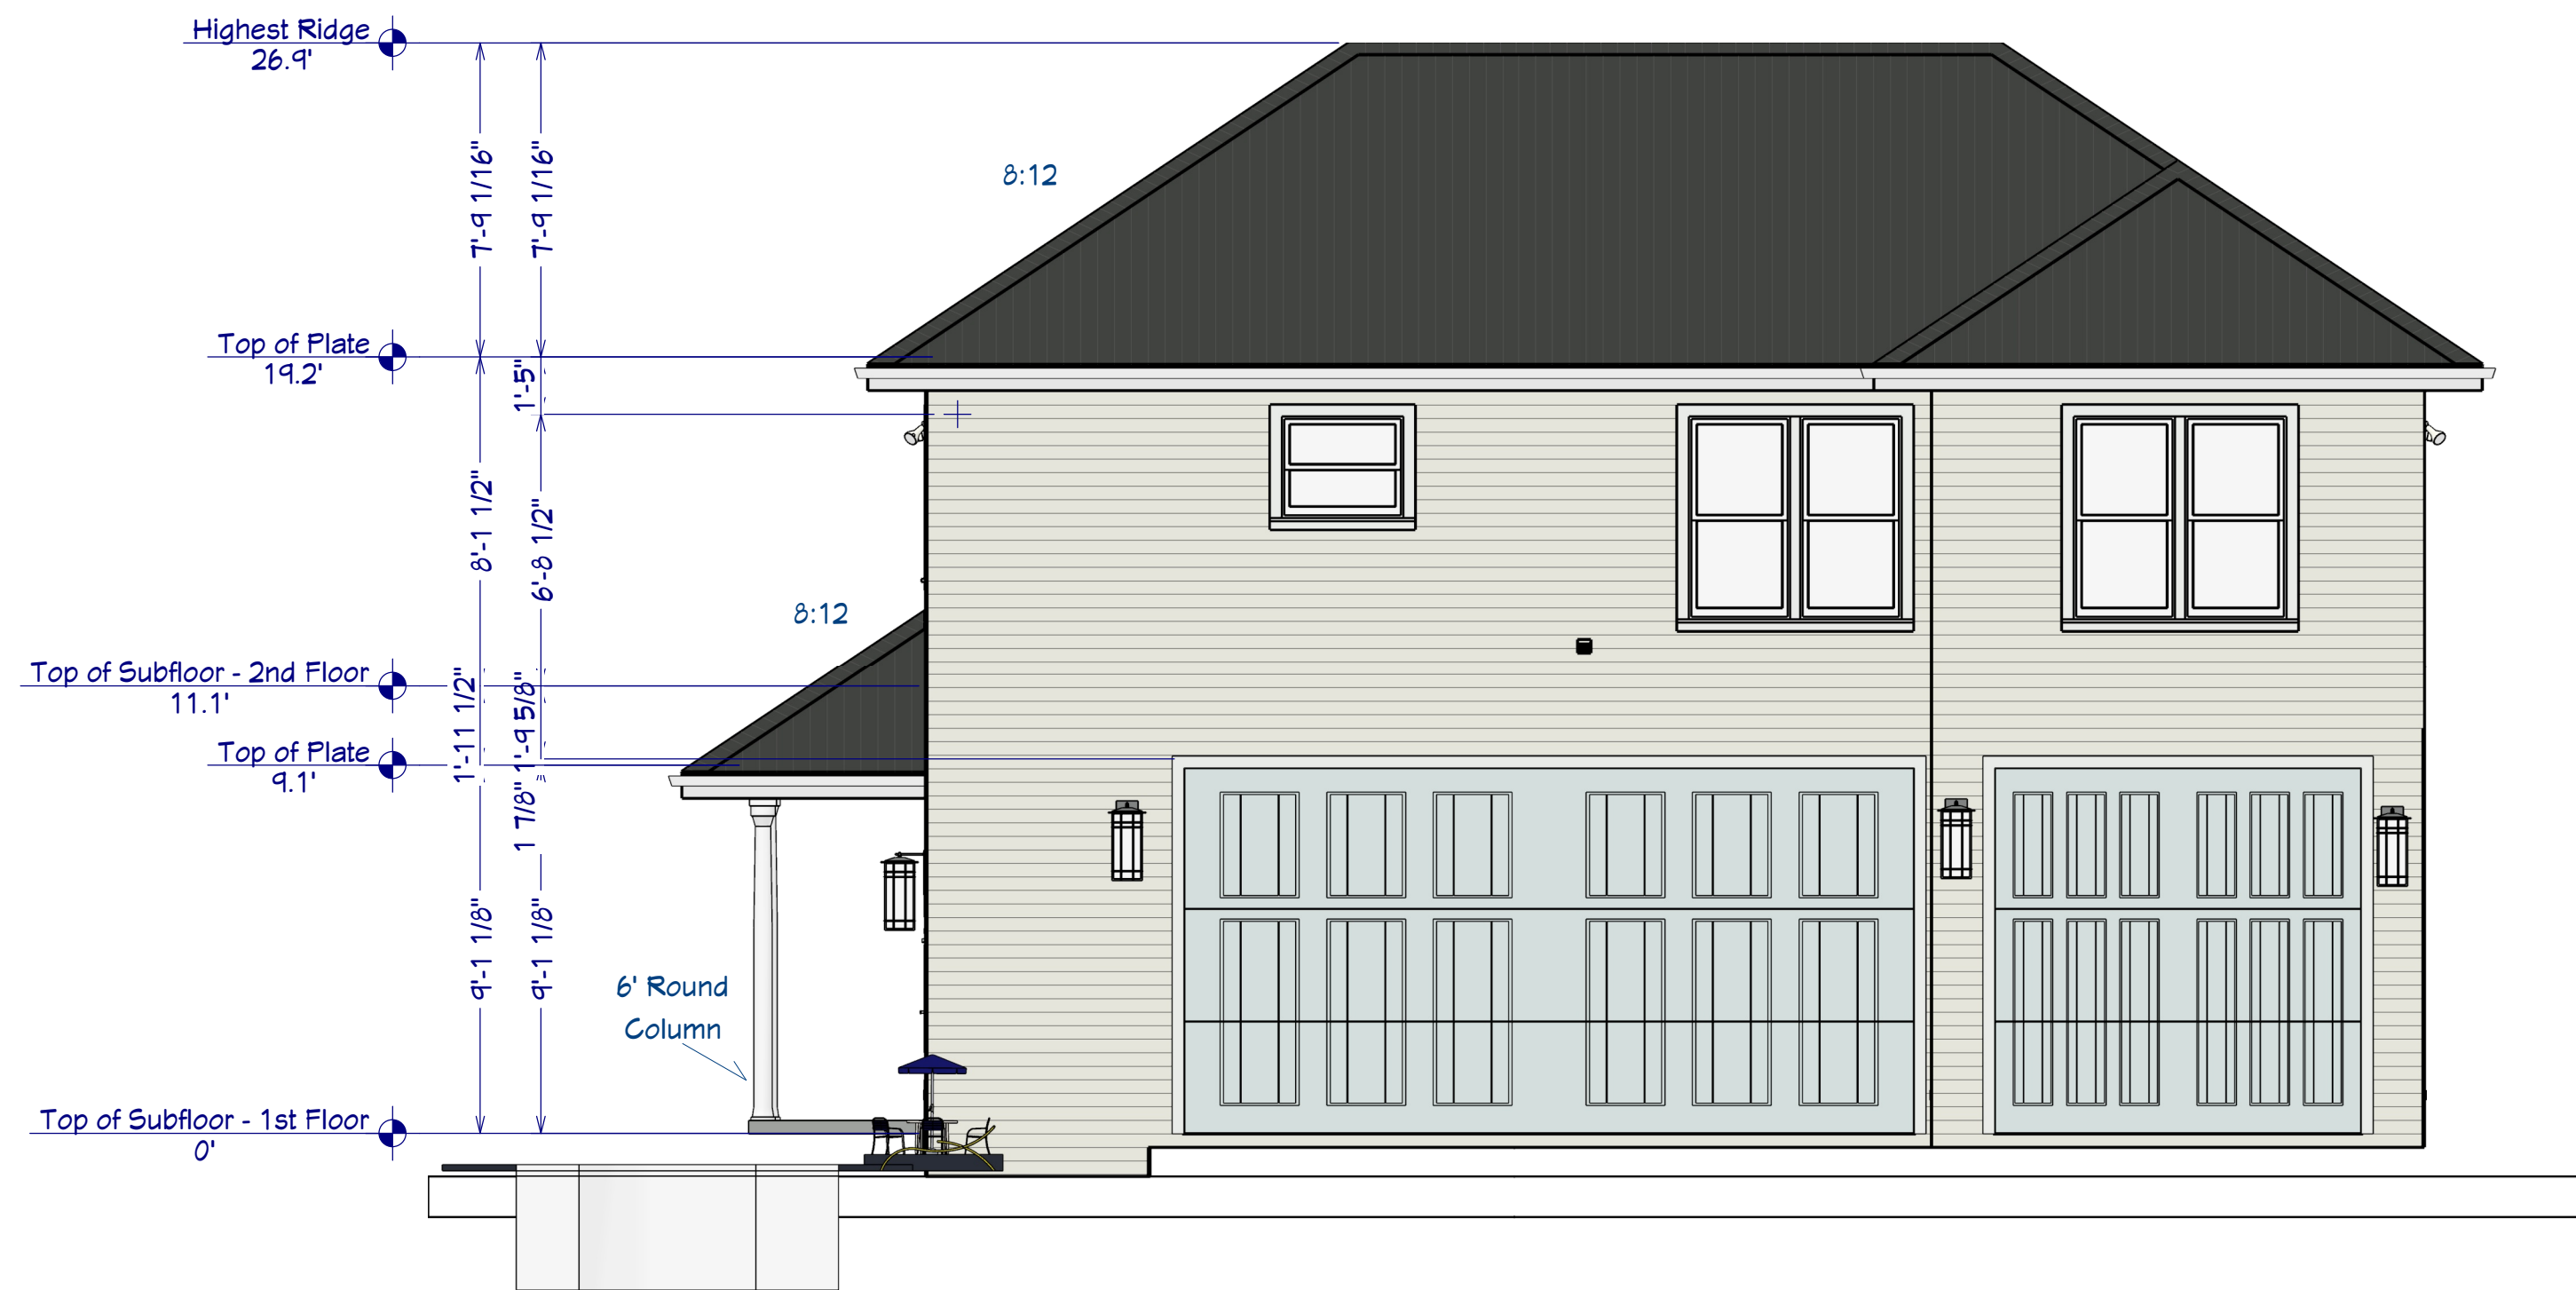 Highest Ridge
26.9'
7'-9 1/16"
7'-9 1/16"
8:12
Top of Plate
19.2'
1'-5"
8'-1 1/2"
6'-8 1/2"
8:12
Top of Subfloor - 2nd Floor
11.1'
1'-11 1/2"
1'-9 5/8"
Top of Plate
9.1'
1 7/8"
9'-1 1/8"
9'-1 1/8"
6' Round
Column
Top of Subfloor - 1st Floor
0'